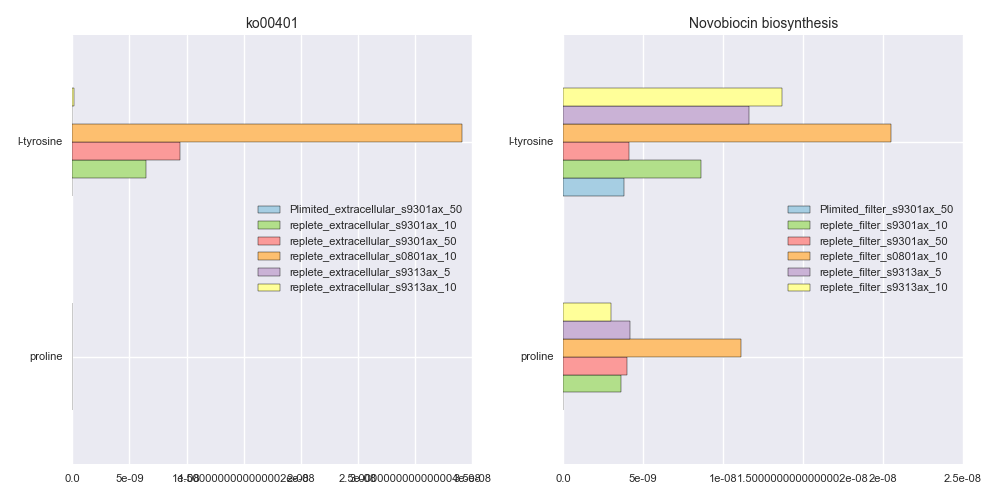 ko00401
Novobiocin biosynthesis
l-tyrosine
l-tyrosine
Plimited_extracellular_s9301ax_50
replete_extracellular_s9301ax_10
replete_extracellular_s9301ax_50
replete_extracellular_s0801ax_10
replete_extracellular_s9313ax_5
replete_extracellular_s9313ax_10
Plimited_filter_s9301ax_50
replete_filter_s9301ax_10
replete_filter_s9301ax_50
replete_filter_s0801ax_10
replete_filter_s9313ax_5
replete_filter_s9313ax_10
proline
proline
0.0 5e-09
0.0 5e-09 1e-08 1.5000000000000002e-08 2e-08 2.5e-08